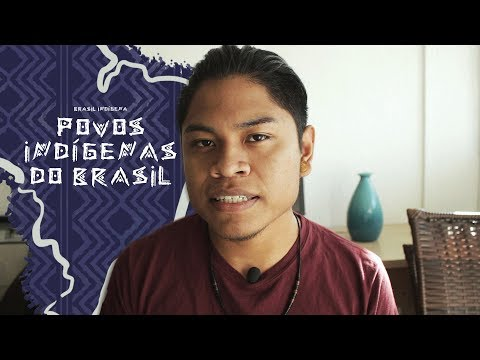 BRASIL INDÍGENA
POVOS
INDÍGENAS
DO BRASIL